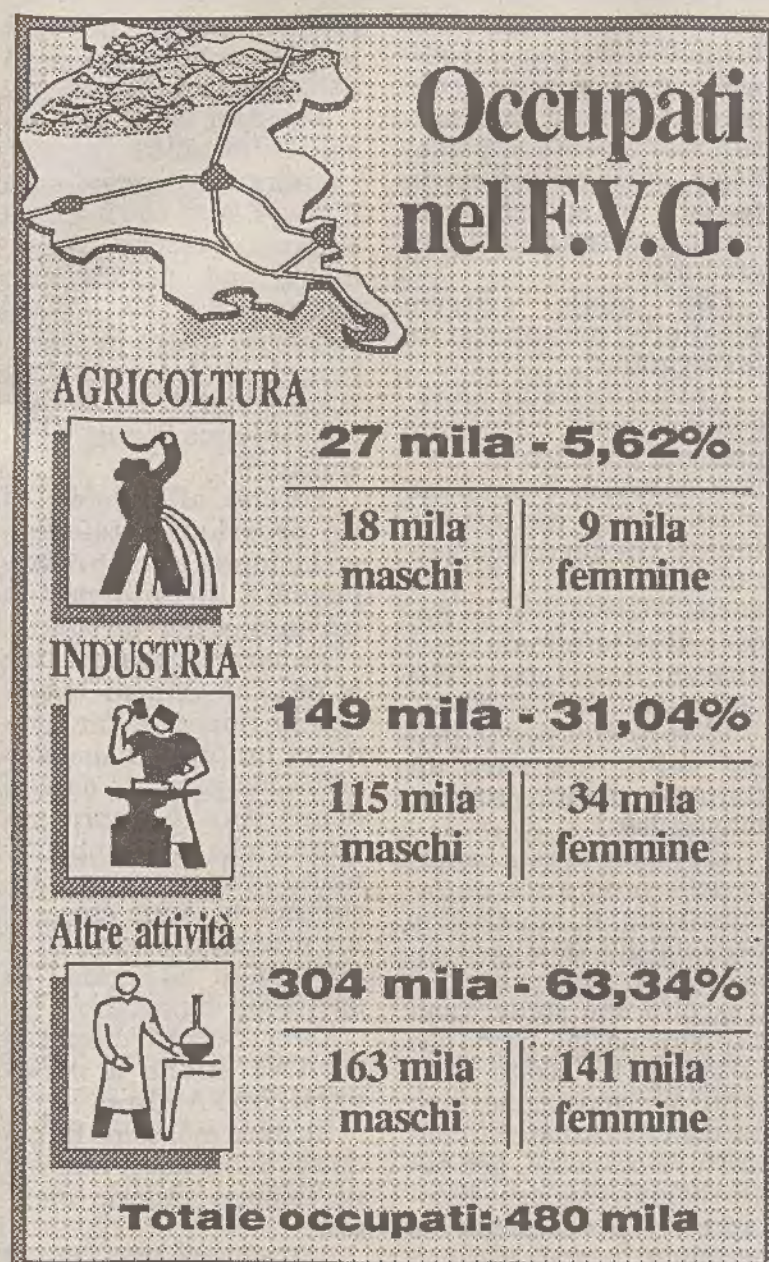 Occupati
nel F.V.G.
AGRICOLTURA
27 mila - 5,62%
18 mila
maschi
9 mila
femmine
INDUSTRIA
149 mila - 31,04%
115 mila
maschi
34 mila
femmine
Altre attività
304 mila - 63,34%
163 mila
maschi
141 mila
femmine
Totale occupati: 480 mila